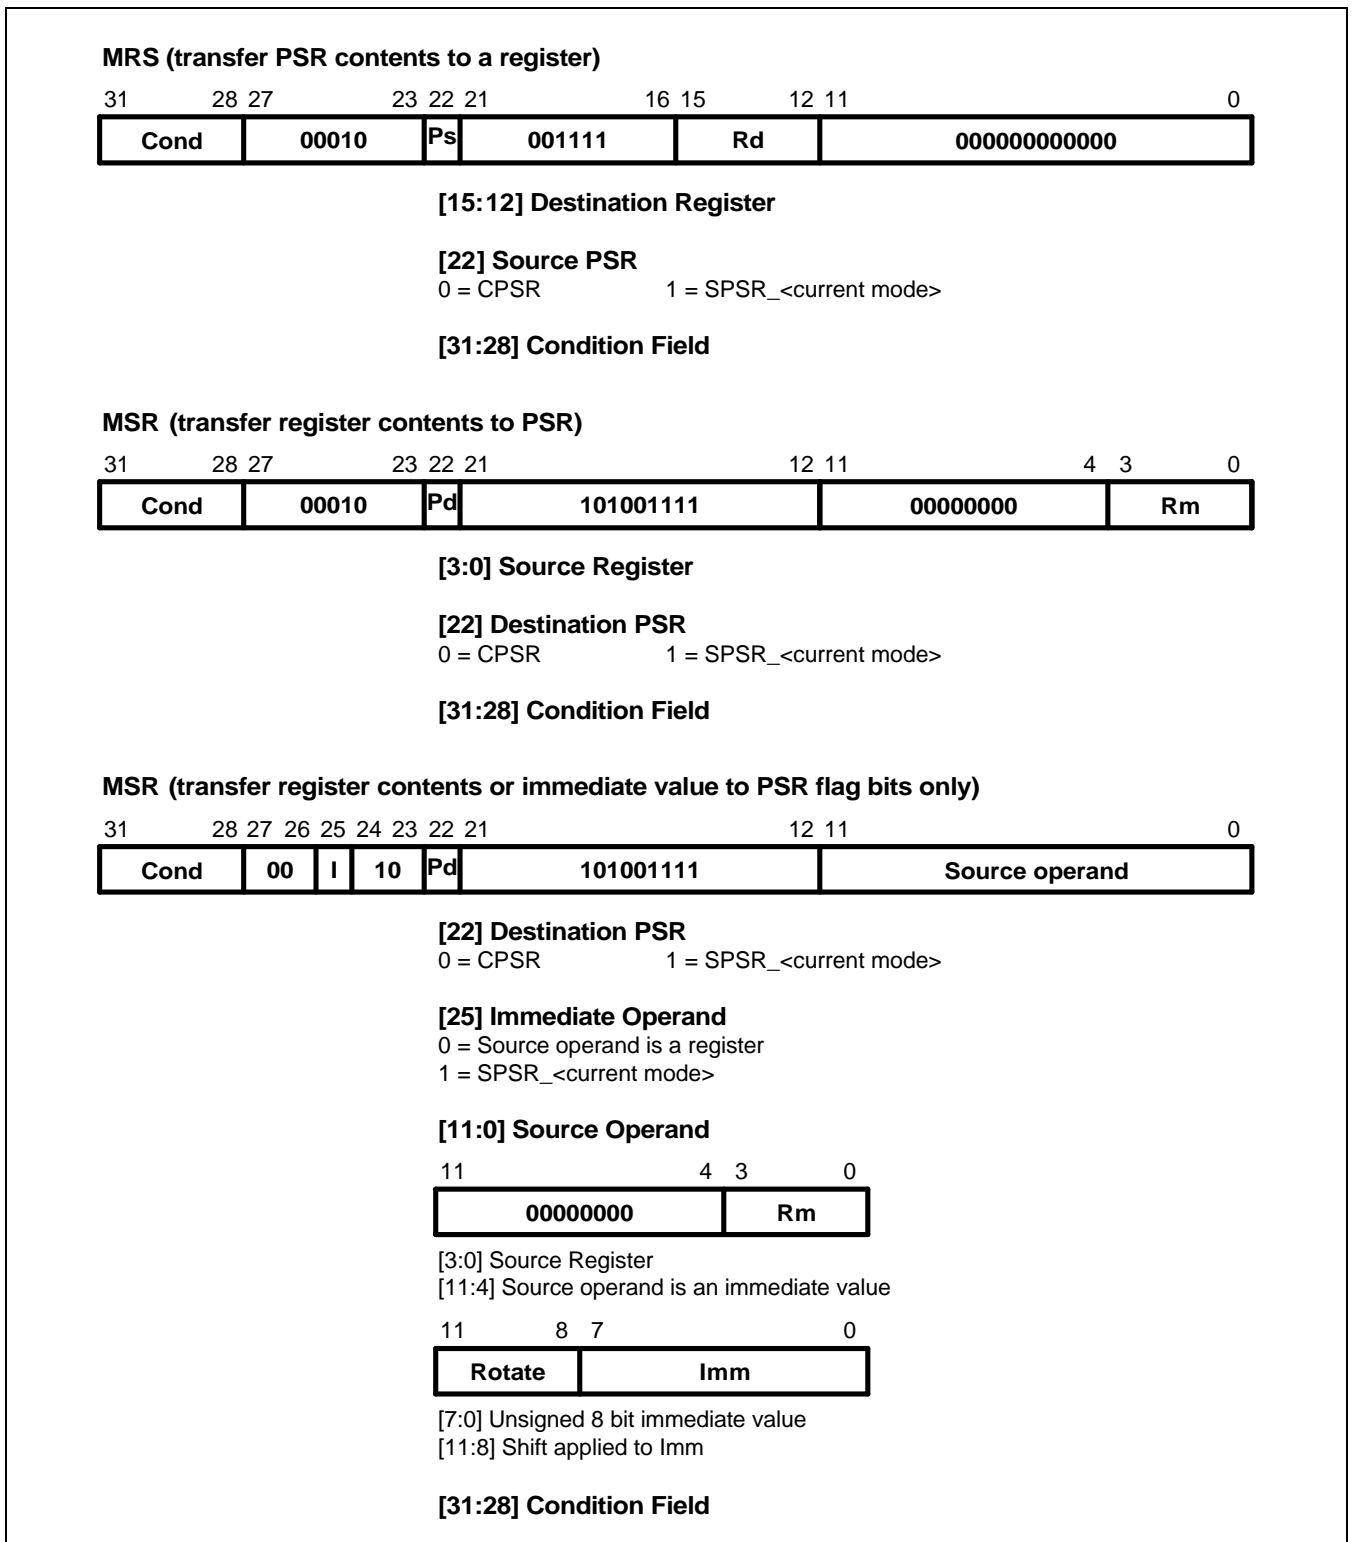 MRS (transfer PSR contents to a register)
31 28 27 23 22 21 16 15 12 11 0
Cond 00010 Ps 001111 Rd 000000000000
[15:12] Destination Register
[22] Source PSR
0 = CPSR 1 = SPSR_<current mode>
[31:28] Condition Field
MSR (transfer register contents to PSR)
31 28 27 23 22 21 12 11 4 3 0
Cond 00010 Pd 101001111 00000000 Rm
[3:0] Source Register
[22] Destination PSR
0 = CPSR 1 = SPSR_<current mode>
[31:28] Condition Field
MSR (transfer register contents or immediate value to PSR flag bits only)
31 28 27 26 25 24 23 22 21 12 11 0
Cond 00 I 10 Pd 101001111 Source operand
[22] Destination PSR
0 = CPSR 1 = SPSR_<current mode>
[25] Immediate Operand
0 = Source operand is a register
1 = SPSR_<current mode>
[11:0] Source Operand
11 4 3 0
00000000 Rm
[3:0] Source Register
[11:4] Source operand is an immediate value
11 8 7 0
Rotate Imm
[7:0] Unsigned 8 bit immediate value
[11:8] Shift applied to Imm
[31:28] Condition Field